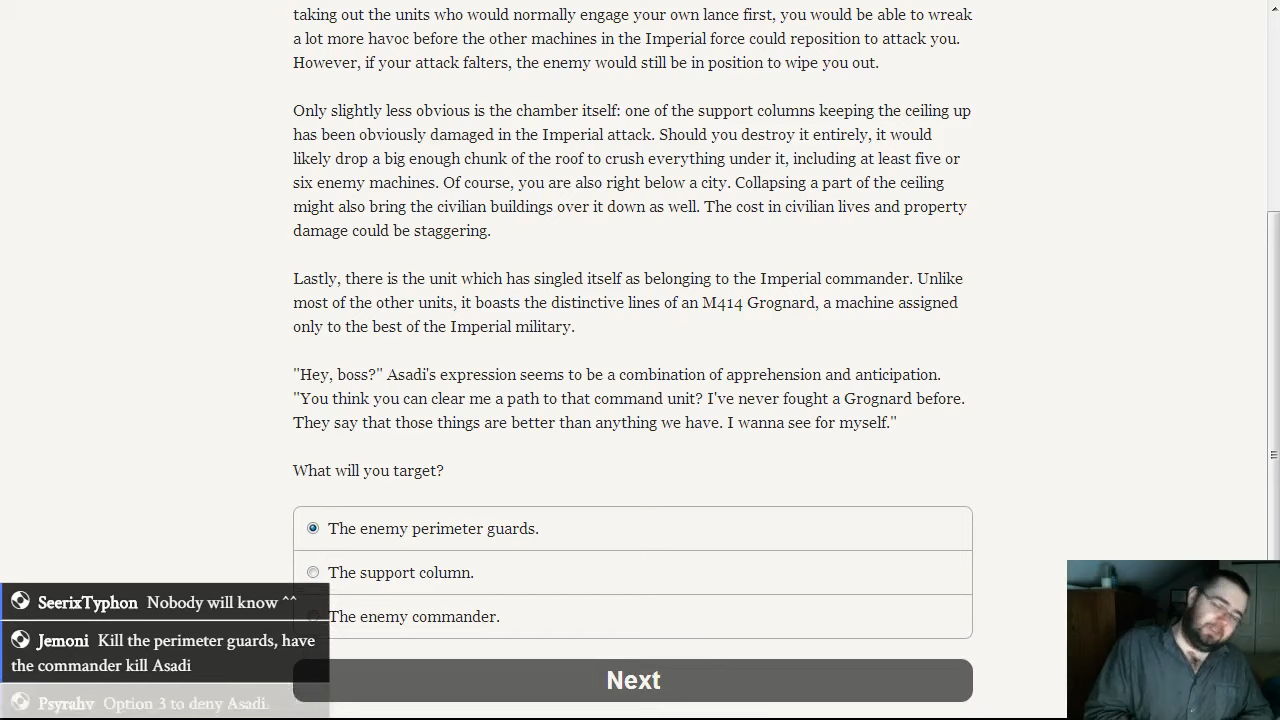 taking out the units who would normally engage your own lance first, you would be able to wreak
a lot more havoc before the other machines in the Imperial force could reposition to attack you.
However, if your attack falters, the enemy would still be in position to wipe you out.
Only slightly less obvious is the chamber itself: one of the support columns keeping the ceiling up
has been obviously damaged in the Imperial attack. Should you destroy it entirely, it would
likely drop a big enough chunk of the roof to crush everything under it, including at least five or
six enemy machines. Of course, you are also right below a city. Collapsing a part of the ceiling
might also bring the civilian buildings over it down as well. The cost in civilian lives and property
damage could be staggering.
Lastly, there is the unit which has singled itself as belonging to the Imperial commander. Unlike
most of the other units, it boasts the distinctive lines of an M414 Grognard, a machine assigned
only to the best of the Imperial military.
"Hey, boss?" Asadi's expression seems to be a combination of apprehension and anticipation.
"You think you can clear me a path to that command unit? I've never fought a Grognard before.
They say that those things are better than anything we have. I wanna see for myself."
What will you target?
The enemy perimeter guards.
The support column.
The enemy commander.
Next
SeerixTyphon Nobody will know ^^
Jemoni Kill the perimeter guards, have
the commander kill Asadi
Psyrahv Option 3 to deny Asadi.